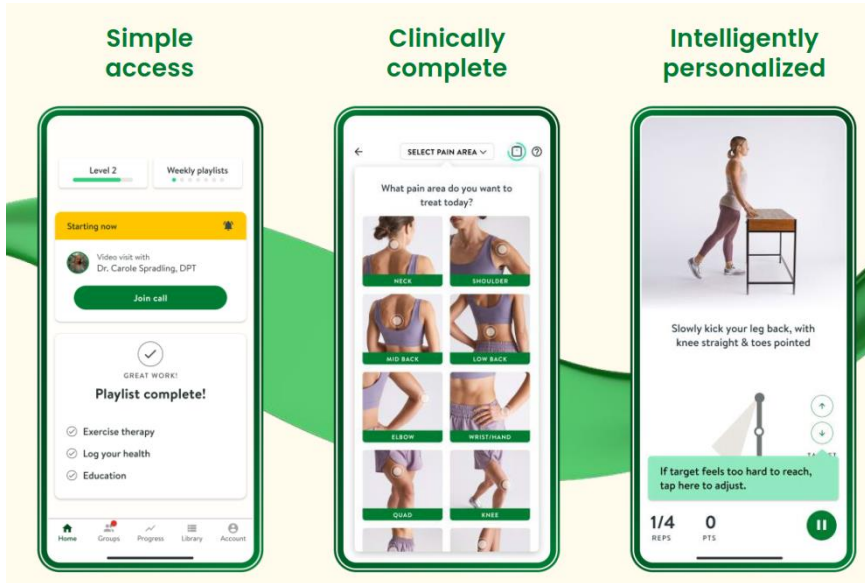 Simple
access
Level 2
Weekly playlists
Starting now
Video visit with
Dr. Carole Spradling, DPT
Join call
GREAT WORK!
Playlist complete!
Exercise therapy
Log your health
Education
Home
Groups
Progress
Library
Account
Clinically
complete
SELECT PAIN AREA
What pain area do you want to
treat today?
NECK
SHOULDER
MID BACK
LOW BACK
ELBOW
WRIST/HAND
QUAD
KNEE
Intelligently
personalized
Slowly kick your leg back, with
knee straight & toes pointed
If target feels too hard to reach,
tap here to adjust.
1/4
REPS
0
PTS